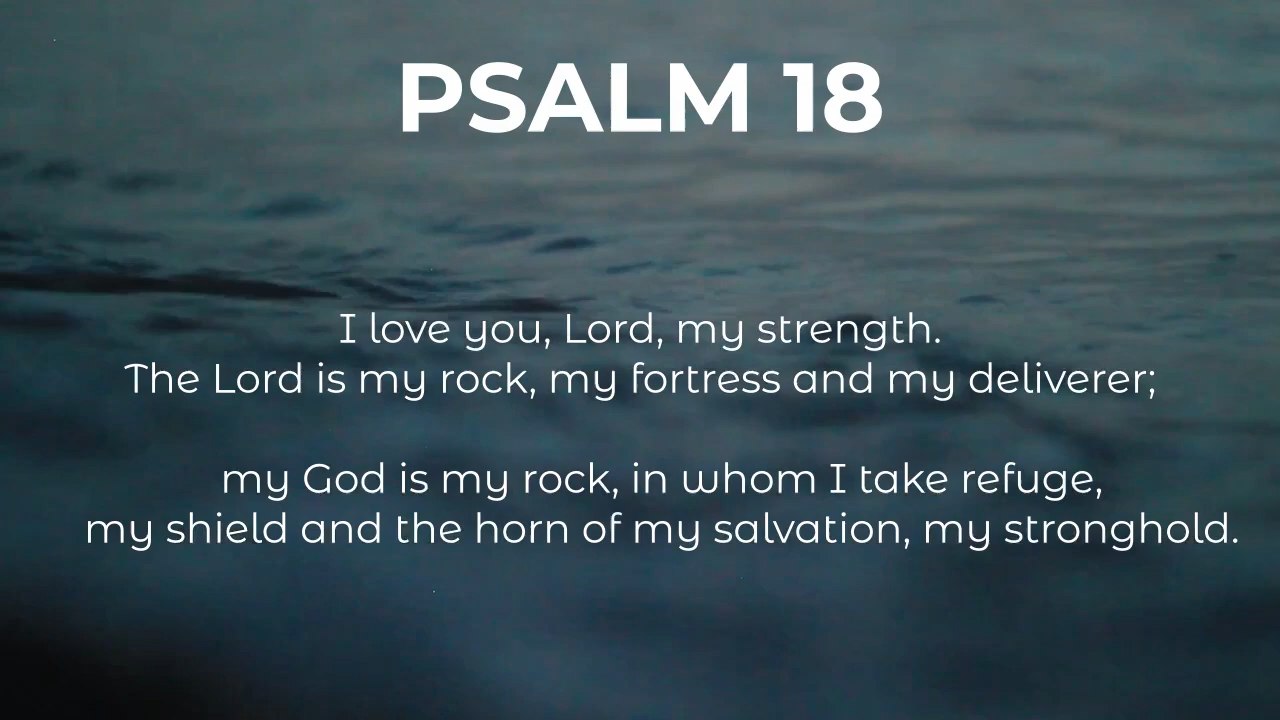 PSALM 18
I love you, Lord, my strength.
The Lord is my rock, my fortress and my deliverer;
my God is my rock, in whom I take refuge,
my shield and the horn of my salvation, my stronghold.